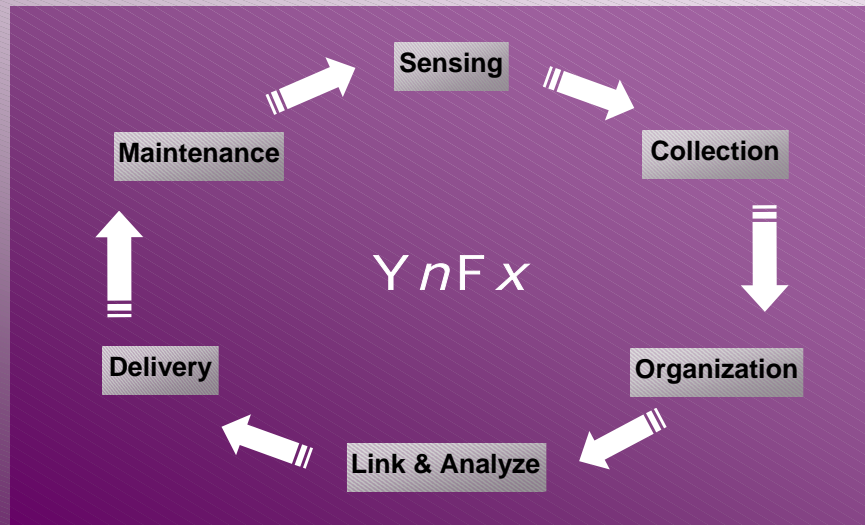 Sensing
Collection
Organization
Link & Analyze
Delivery
Maintenance
YnFx